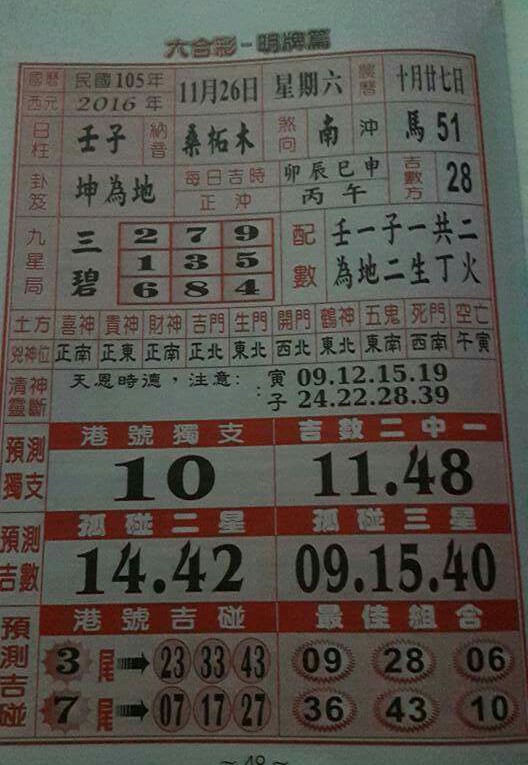 六合彩-明牌篇
國曆 民國105年 11月26日 星期六 農曆 十月廿七日
西元 2016年
日柱 壬子 納音 桑柘木 煞向 南 沖 馬51
卦爻 坤為地 每日吉時 卯辰巳申 吉數方 28
正沖 丙午
九星局 三碧 2 7 9 配數 壬一子一共二
1 3 5 為地二生丁火
6 8 4
土方 喜神 貴神 財神 吉門 生門 開門 鶴神 五鬼 死門 空亡
兇神位 正南 正東 正南 正北 東北 西北 東北 東南 西南 午寅
清神靈斷 天恩時德，注意: 寅 09.12.15.19
: 子 24.22.28.39
預測獨支 港號獨支 吉數二中一
10 11.48
預測吉數 孤碰二星 孤碰三星
14.42 09.15.40
預測吉碰 港號吉碰 最佳組合
3尾 23 33 43 09 28 06
7尾 07 17 27 36 43 10
~ 49 ~